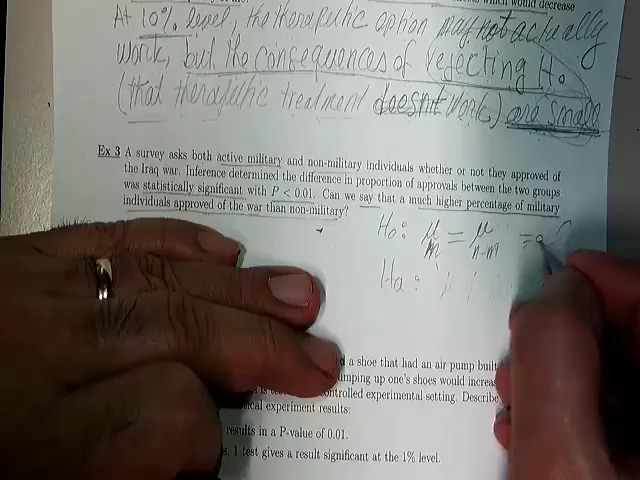 which would decrease
At 10% level, the therapeutic option may not actually
work, but the consequences of rejecting H₀
(that therapeutic treatment doesn't work) are small
Ex 3 A survey asks both active military and non-military individuals whether or not they approved of
the Iraq war. Inference determined the difference in proportion of approvals between the two groups
was statistically significant with P < 0.01. Can we say that a much higher percentage of military
individuals approved of the war than non-military?
H₀: μ_m = μ_n-m =
Ha:
d a shoe that had an air pump built
umping up one's shoes would increas
ontrolled experimental setting. Describe
ical experiment results:
results in a P-value of 0.01.
s, 1 test gives a result significant at the 1% level.